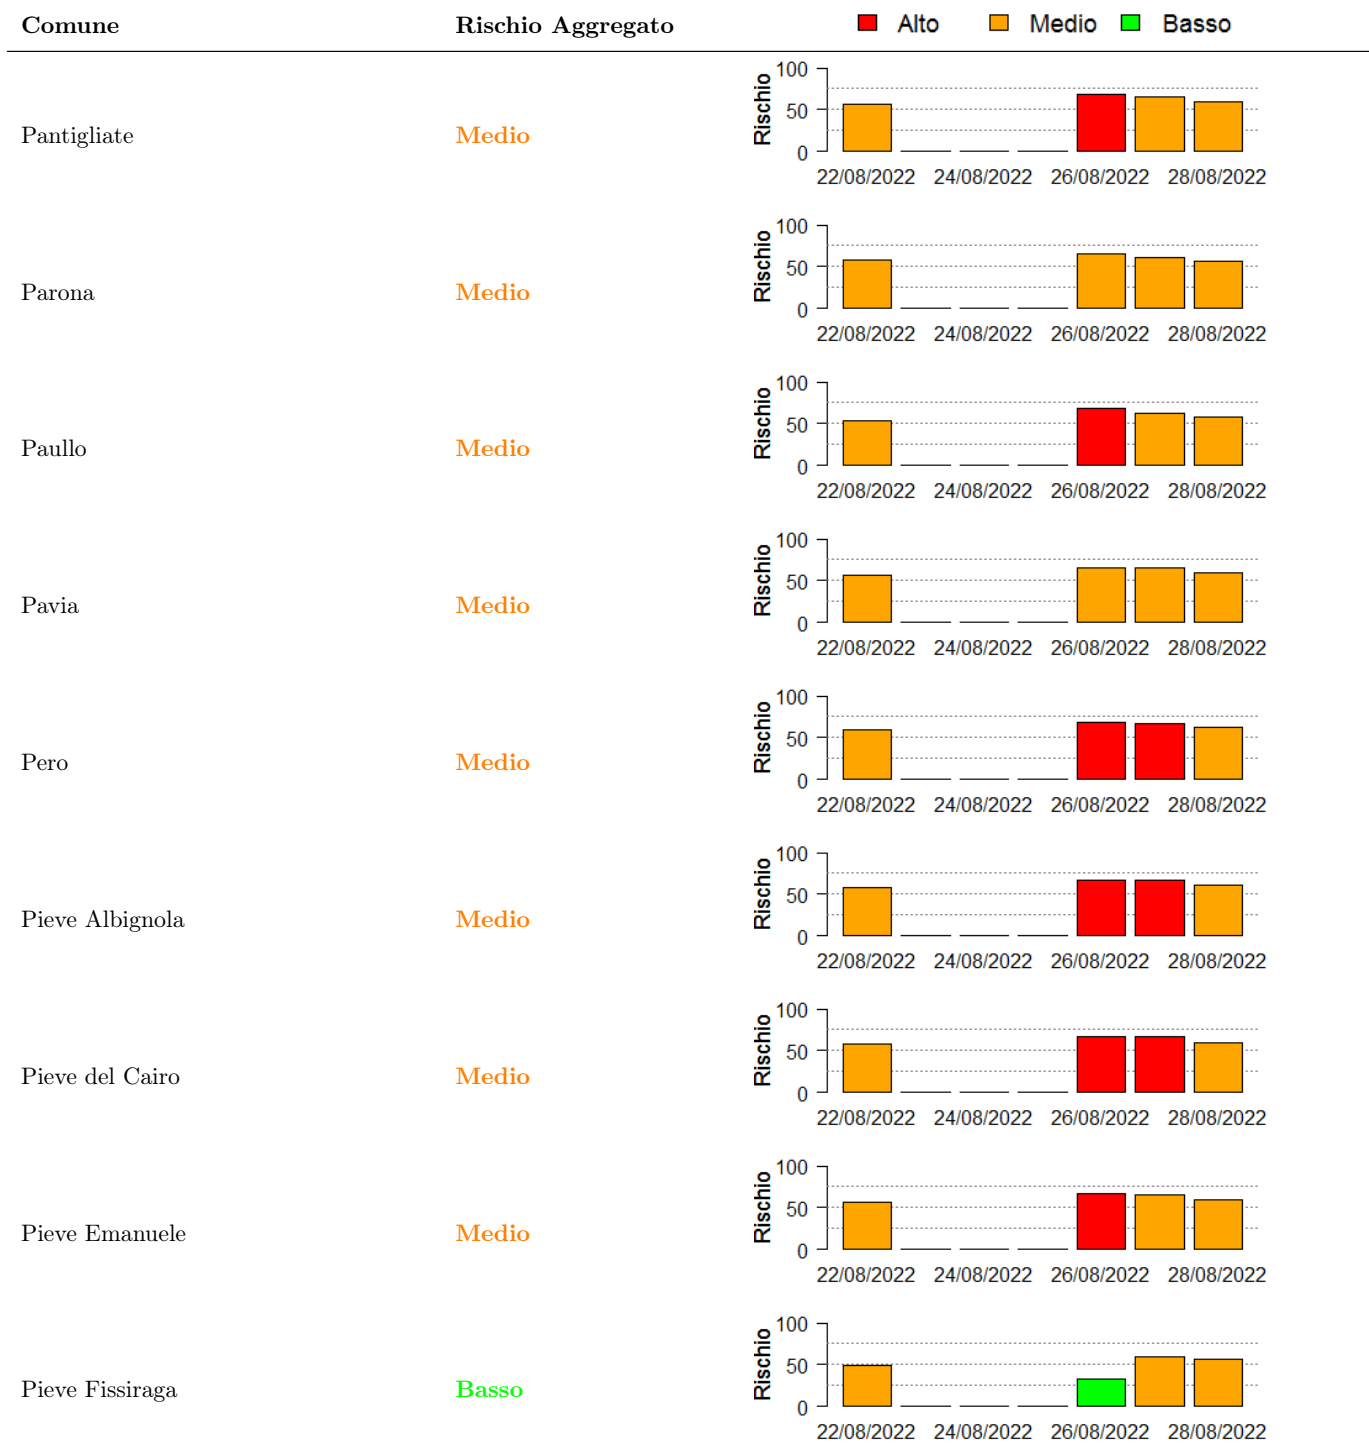 Comune Rischio Aggregato Alto Medio Basso
100
50
0
Rischio
Pantigliate Medio
22/08/2022 24/08/2022 26/08/2022 28/08/2022
100
50
0
Rischio
Parona Medio
22/08/2022 24/08/2022 26/08/2022 28/08/2022
100
50
0
Rischio
Paullo Medio
22/08/2022 24/08/2022 26/08/2022 28/08/2022
100
50
0
Rischio
Pavia Medio
22/08/2022 24/08/2022 26/08/2022 28/08/2022
100
50
0
Rischio
Pero Medio
22/08/2022 24/08/2022 26/08/2022 28/08/2022
100
50
0
Rischio
Pieve Albignola Medio
22/08/2022 24/08/2022 26/08/2022 28/08/2022
100
50
0
Rischio
Pieve del Cairo Medio
22/08/2022 24/08/2022 26/08/2022 28/08/2022
100
50
0
Rischio
Pieve Emanuele Medio
22/08/2022 24/08/2022 26/08/2022 28/08/2022
100
50
0
Rischio
Pieve Fissiraga Basso
22/08/2022 24/08/2022 26/08/2022 28/08/2022